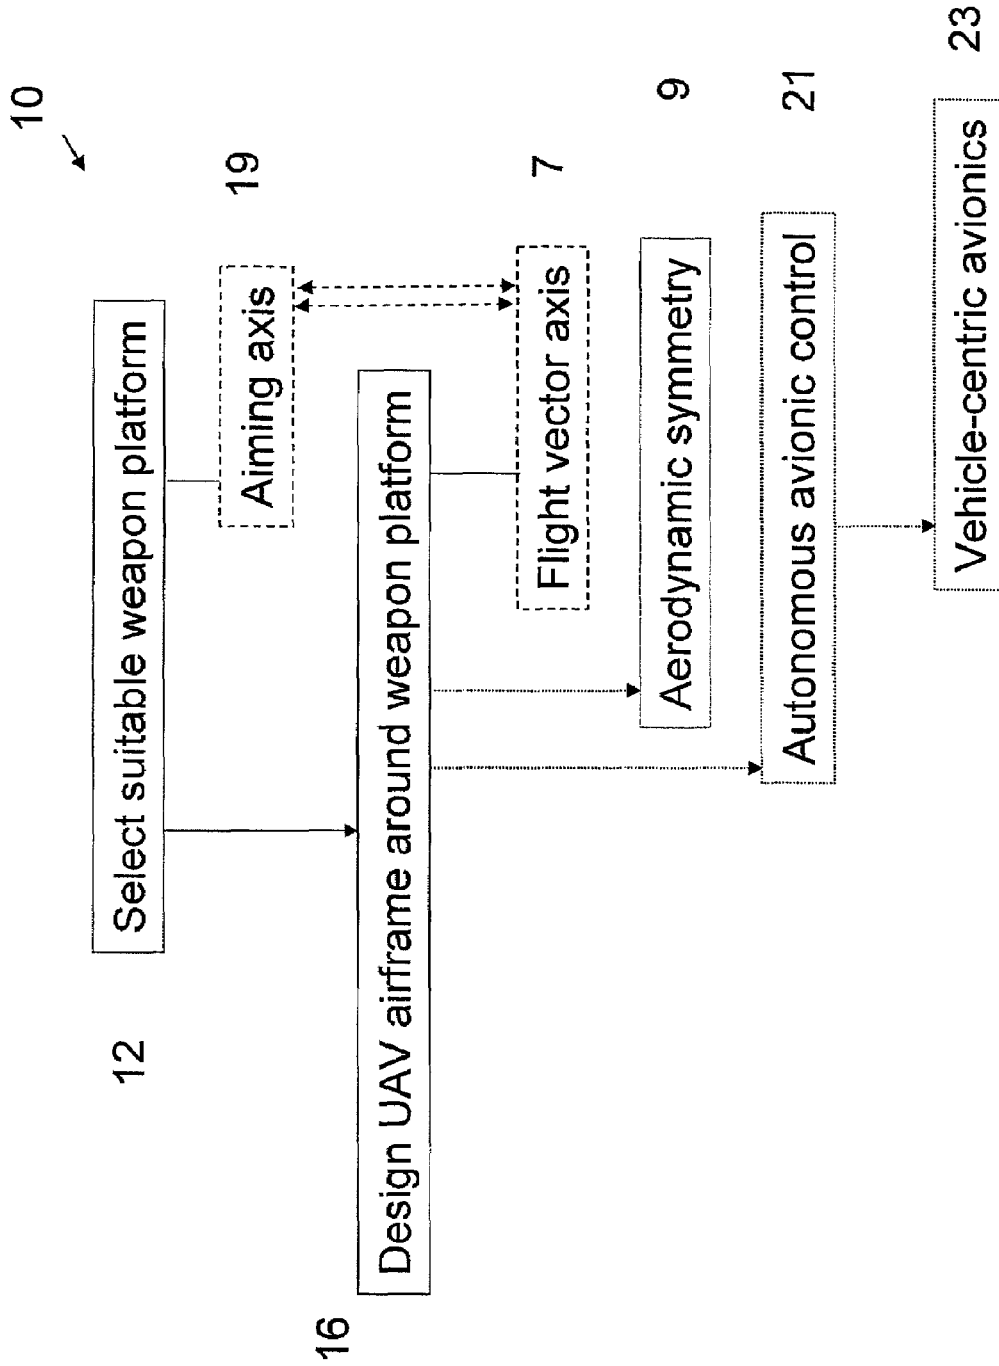 10
12
Select suitable weapon platform
Aiming axis
19
16
Design UAV airframe around weapon platform
Flight vector axis
7
Aerodynamic symmetry
9
Autonomous avionic control
21
Vehicle-centric avionics
23